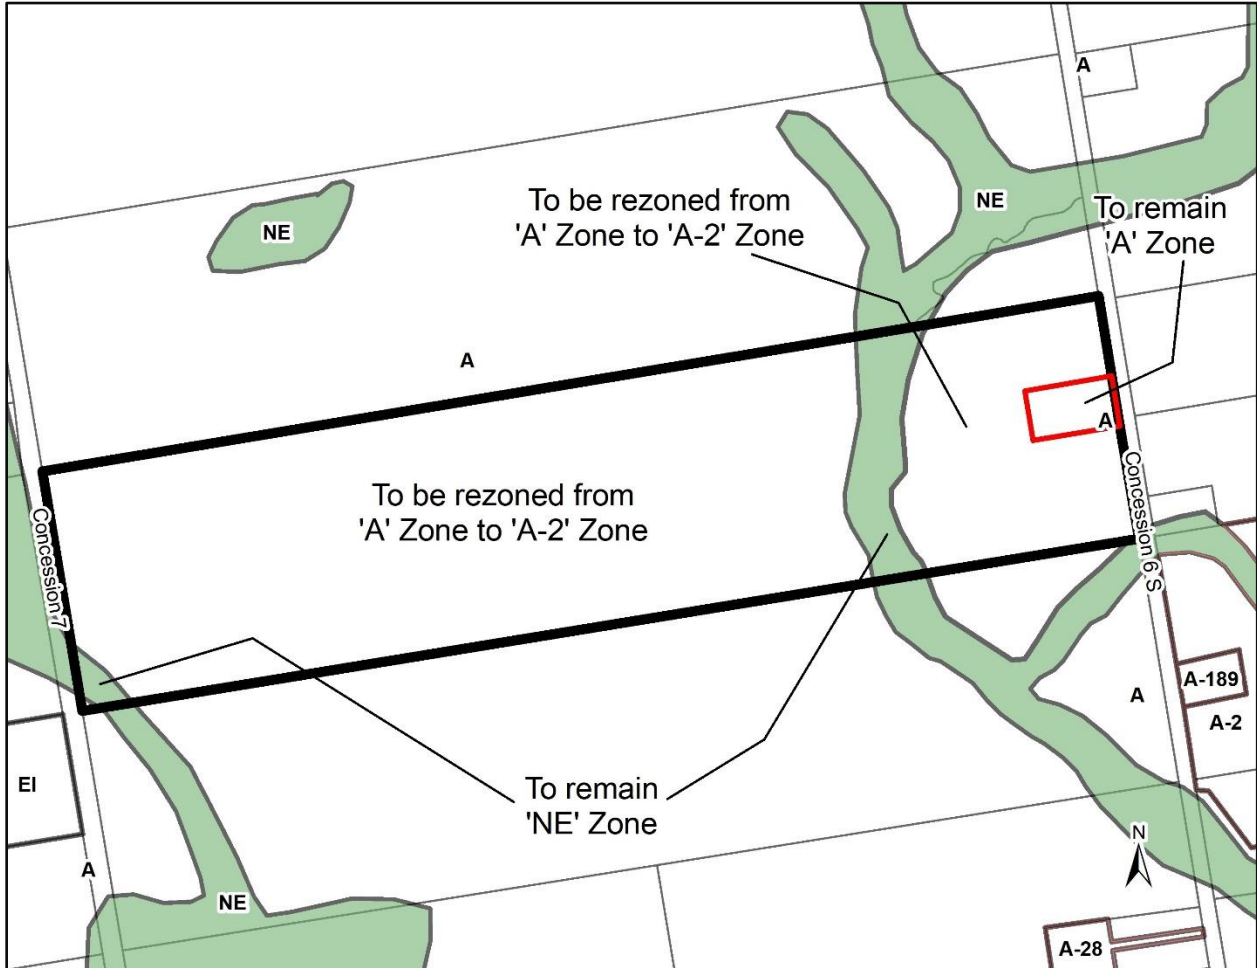 A
To be rezoned from
'A' Zone to 'A-2' Zone
NE
To remain
'A' Zone
NE
A
A
Concession 6 S
To be rezoned from
'A' Zone to 'A-2' Zone
Concession 7
A-189
A
A-2
EI
To remain
'NE' Zone
N
A
NE
A-28